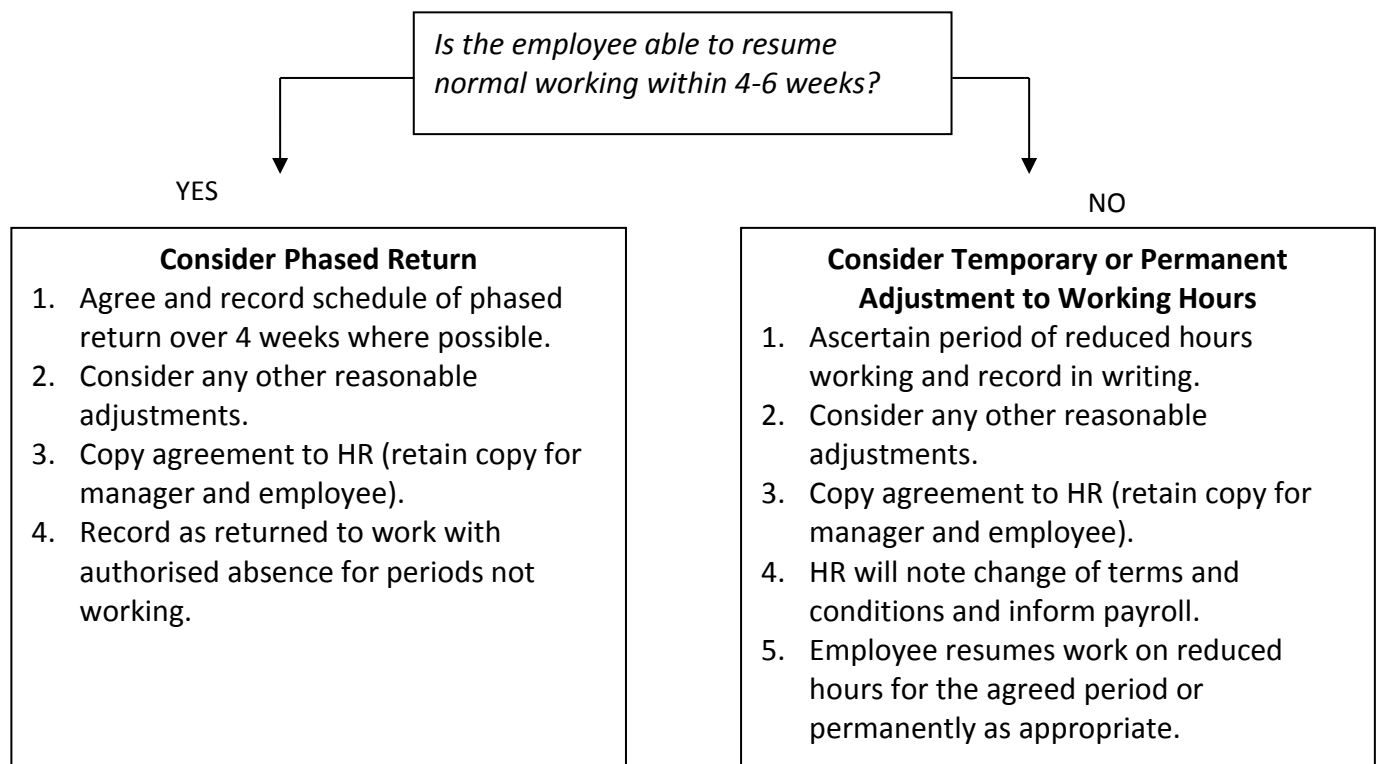 Is the employee able to resume
normal working within 4-6 weeks?
YES
NO
Consider Phased Return
1. Agree and record schedule of phased
return over 4 weeks where possible.
2. Consider any other reasonable
adjustments.
3. Copy agreement to HR (retain copy for
manager and employee).
4. Record as returned to work with
authorised absence for periods not
working.
Consider Temporary or Permanent
Adjustment to Working Hours
1. Ascertain period of reduced hours
working and record in writing.
2. Consider any other reasonable
adjustments.
3. Copy agreement to HR (retain copy for
manager and employee).
4. HR will note change of terms and
conditions and inform payroll.
5. Employee resumes work on reduced
hours for the agreed period or
permanently as appropriate.